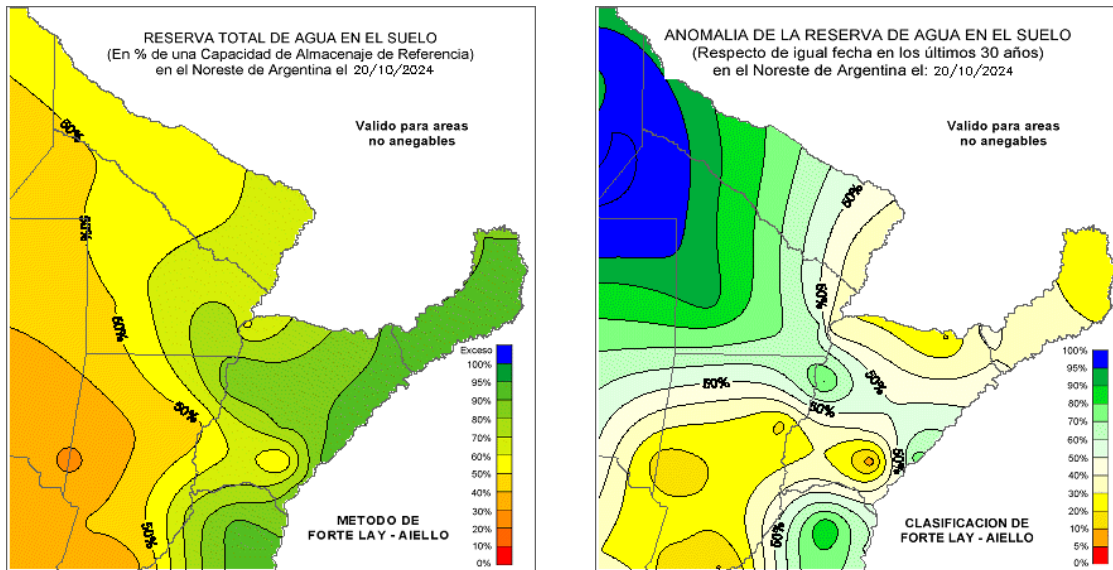 RESERVA TOTAL DE AGUA EN EL SUELO
(En % de una Capacidad de Almacenaje de Referencia)
en el Noreste de Argentina el 20/10/2024
Valido para areas
no anegables
50%
50%
50%
50%
50%
Exceso
100%
95%
90%
80%
70%
60%
50%
40%
30%
20%
10%
0%
METODO DE
FORTE LAY - AIELLO
ANOMALIA DE LA RESERVA DE AGUA EN EL SUELO
(Respecto de igual fecha en los últimos 30 años)
en el Noreste de Argentina el: 20/10/2024
Valido para areas
no anegables
50%
50%
50%
50%
50%
50%
50%
100%
95%
90%
80%
70%
60%
50%
40%
30%
20%
10%
5%
0%
CLASIFICACION DE
FORTE LAY - AIELLO